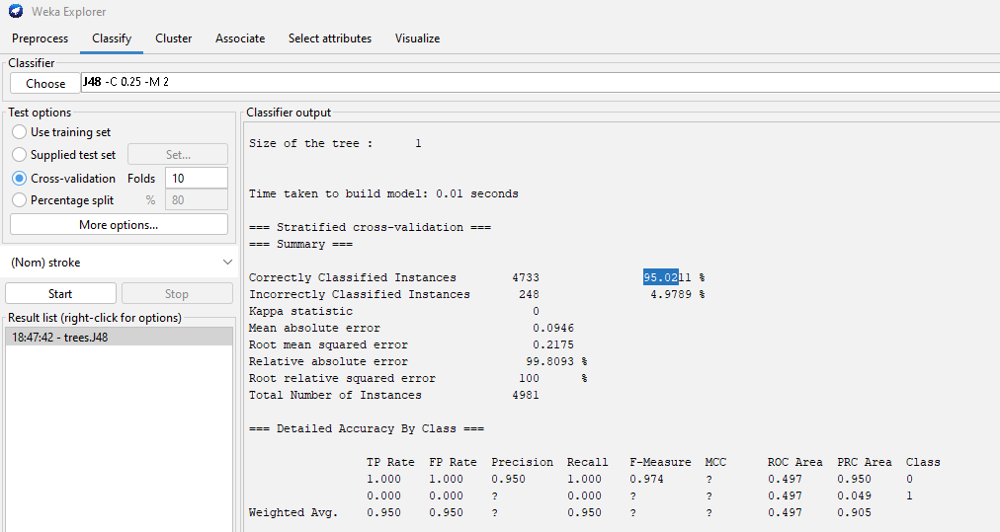 Weka Explorer
Preprocess Classify Cluster Associate Select attributes Visualize
Classifier
Choose J48 -C 0.25 -M 2
Test options
Use training set
Supplied test set Set...
Cross-validation Folds 10
Percentage split % 80
More options...
(Nom) stroke
Start Stop
Result list (right-click for options)
18:47:42 - trees.J48
Classifier output
Size of the tree : 1
Time taken to build model: 0.01 seconds
=== Stratified cross-validation ===
=== Summary ===
Correctly Classified Instances 4733 95.0211 %
Incorrectly Classified Instances 248 4.9789 %
Kappa statistic 0
Mean absolute error 0.0946
Root mean squared error 0.2175
Relative absolute error 99.8093 %
Root relative squared error 100 %
Total Number of Instances 4981
=== Detailed Accuracy By Class ===
TP Rate FP Rate Precision Recall F-Measure MCC ROC Area PRC Area Class
1.000 1.000 0.950 1.000 0.974 ? 0.497 0.950 0
0.000 0.000 ? 0.000 ? ? 0.497 0.049 1
Weighted Avg. 0.950 0.950 ? 0.950 ? ? 0.497 0.905